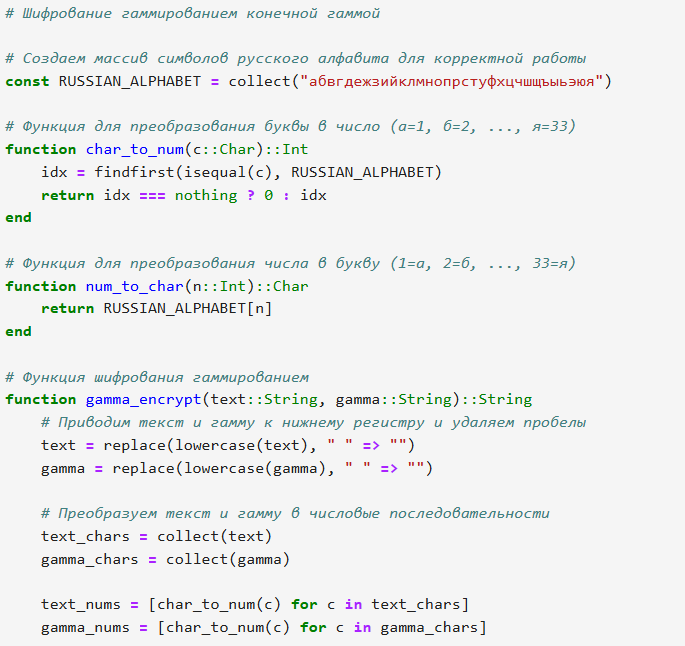 # Шифрование гаммированием конечной гаммой
# Создаем массив символов русского алфавита для корректной работы
const RUSSIAN_ALPHABET = collect("абвгдежзийклмнопрстуфхцчшщъыьэюя")
# Функция для преобразования буквы в число (а=1, б=2, ..., я=33)
function char_to_num(c::Char)::Int
    idx = findfirst(isequal(c), RUSSIAN_ALPHABET)
    return idx === nothing ? 0 : idx
end
# Функция для преобразования числа в букву (1=а, 2=б, ..., 33=я)
function num_to_char(n::Int)::Char
    return RUSSIAN_ALPHABET[n]
end
# Функция шифрования гаммированием
function gamma_encrypt(text::String, gamma::String)::String
    # Приводим текст и гамму к нижнему регистру и удаляем пробелы
    text = replace(lowercase(text), " " => "")
    gamma = replace(lowercase(gamma), " " => "")
    # Преобразуем текст и гамму в числовые последовательности
    text_chars = collect(text)
    gamma_chars = collect(gamma)
    text_nums = [char_to_num(c) for c in text_chars]
    gamma_nums = [char_to_num(c) for c in gamma_chars]